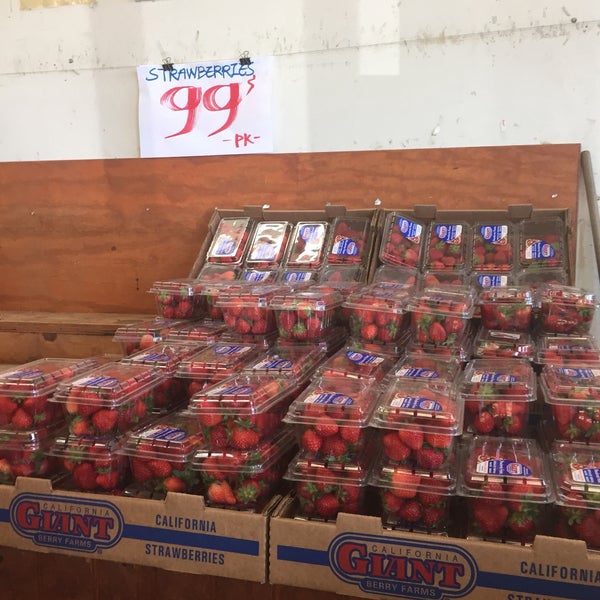 STRAWBERRIES
99¢
-PK-
CALIFORNIA
GIANT
BERRY FARMS
CALIFORNIA
STRAWBERRIES
CALIFORNIA
GIANT
BERRY FARMS
CALIFORNIA